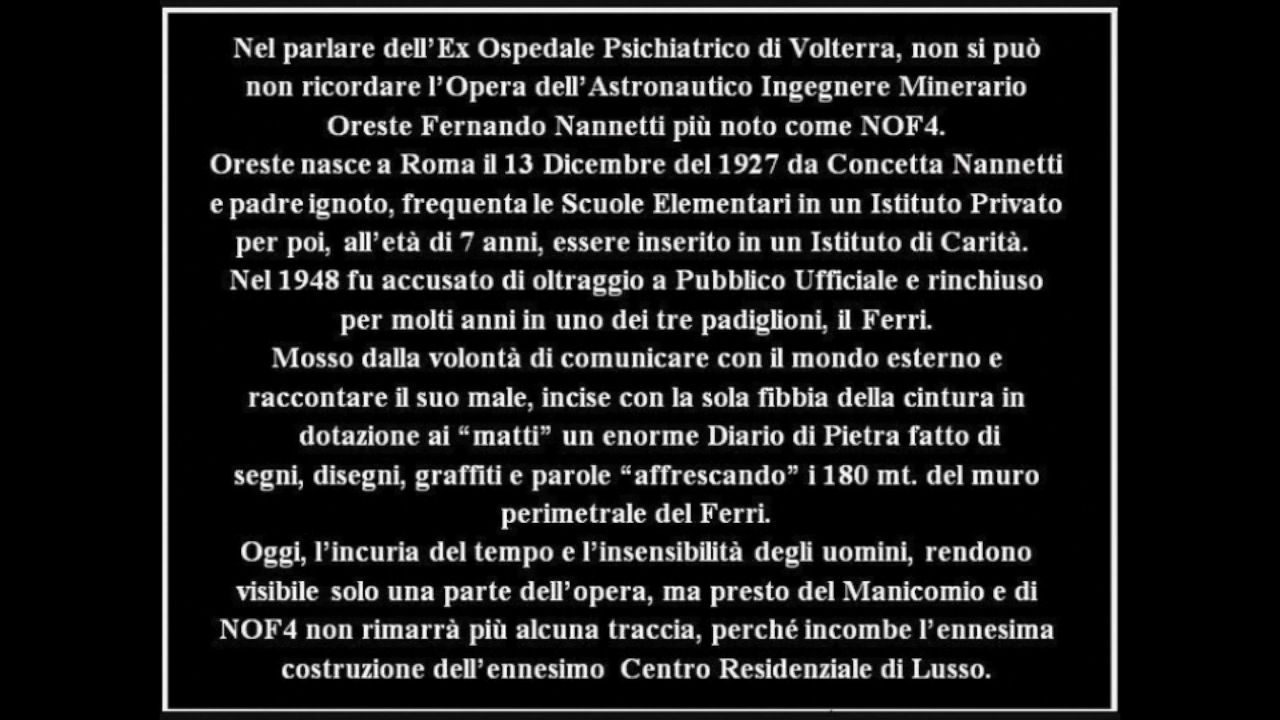 Nel parlare dell’Ex Ospedale Psichiatrico di Volterra, non si può
non ricordare l’Opera dell’Astronautico Ingegnere Minerario
Oreste Fernando Nannetti più noto come NOF4.
Oreste nasce a Roma il 13 Dicembre del 1927 da Concetta Nannetti
e padre ignoto, frequenta le Scuole Elementari in un Istituto Privato
per poi, all’età di 7 anni, essere inserito in un Istituto di Carità.
Nel 1948 fu accusato di oltraggio a Pubblico Ufficiale e rinchiuso
per molti anni in uno dei tre padiglioni, il Ferri.
Mosso dalla volontà di comunicare con il mondo esterno e
raccontare il suo male, incise con la sola fibbia della cintura in
dotazione ai “matti” un enorme Diario di Pietra fatto di
segni, disegni, graffiti e parole “affrescando” i 180 mt. del muro
perimetrale del Ferri.
Oggi, l’incuria del tempo e l’insensibilità degli uomini, rendono
visibile solo una parte dell’opera, ma presto del Manicomio e di
NOF4 non rimarrà più alcuna traccia, perché incombe l’ennesima
costruzione dell’ennesimo Centro Residenziale di Lusso.